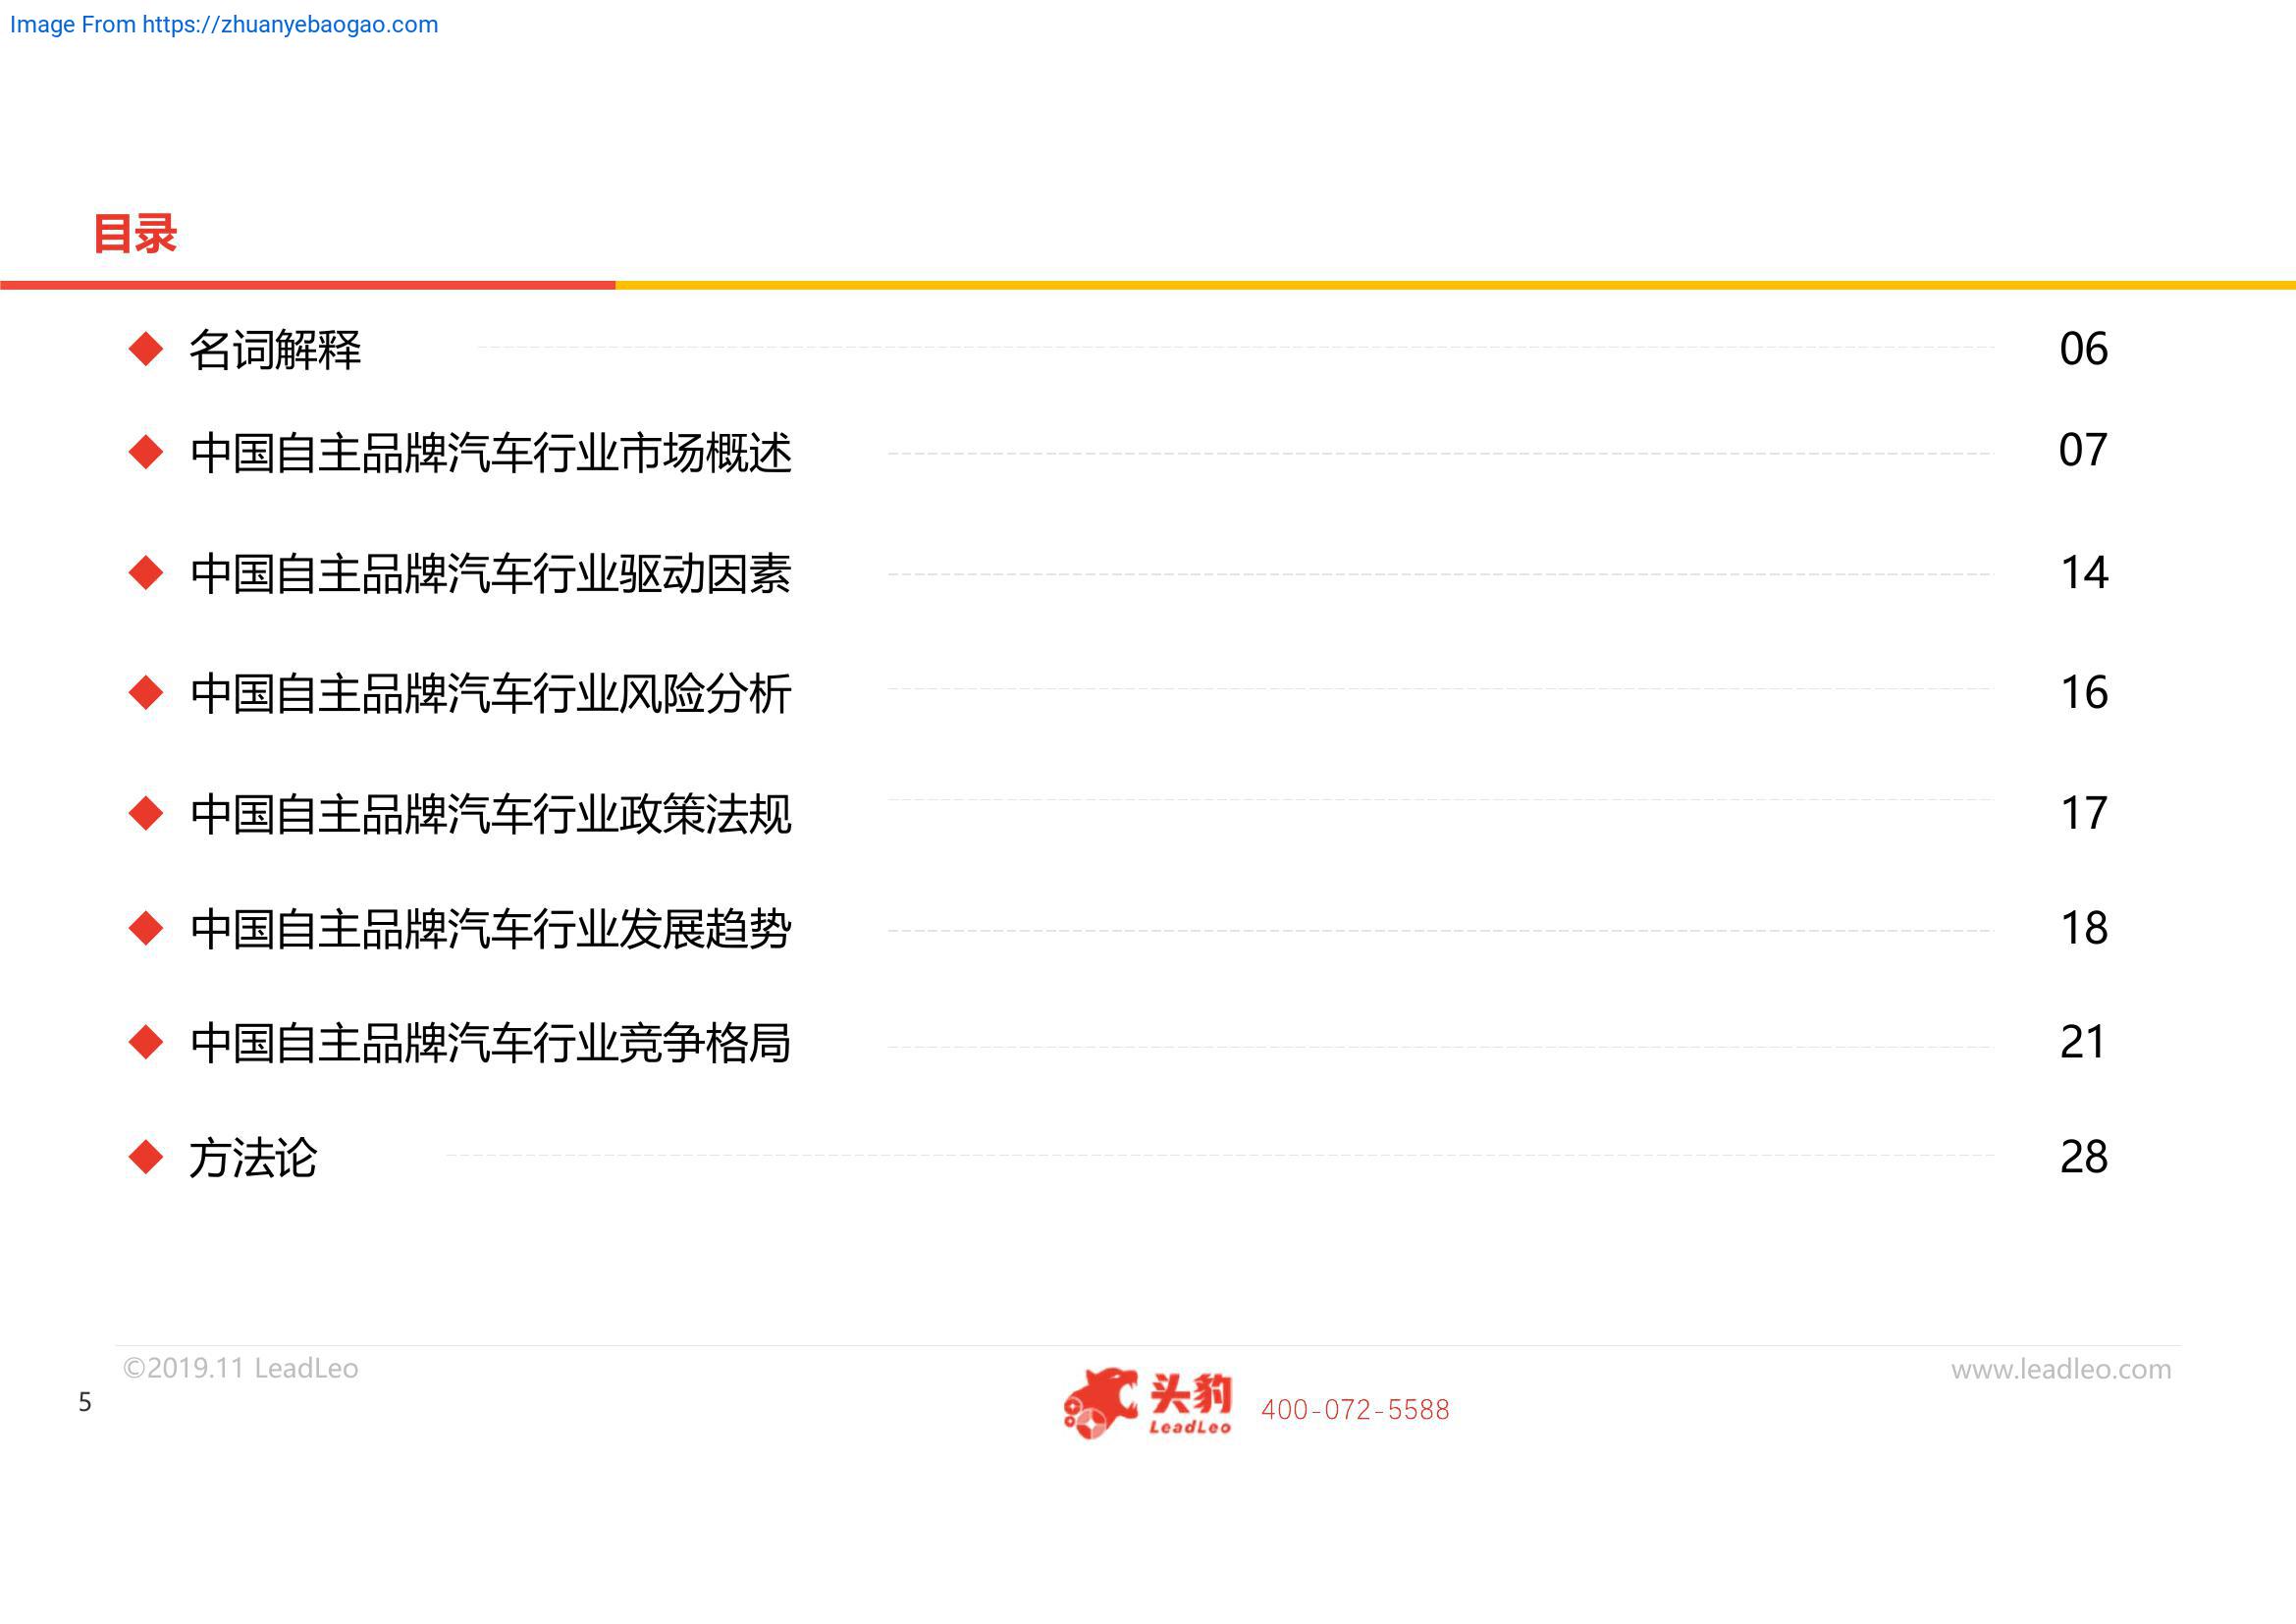 Image From https://zhuanyebaogao.com
目录
名词解释 06
中国自主品牌汽车行业市场概述 07
中国自主品牌汽车行业驱动因素 14
中国自主品牌汽车行业风险分析 16
中国自主品牌汽车行业政策法规 17
中国自主品牌汽车行业发展趋势 18
中国自主品牌汽车行业竞争格局 21
方法论 28
©2019.11 LeadLeo
www.leadleo.com
5
头豹
LeadLeo
400-072-5588